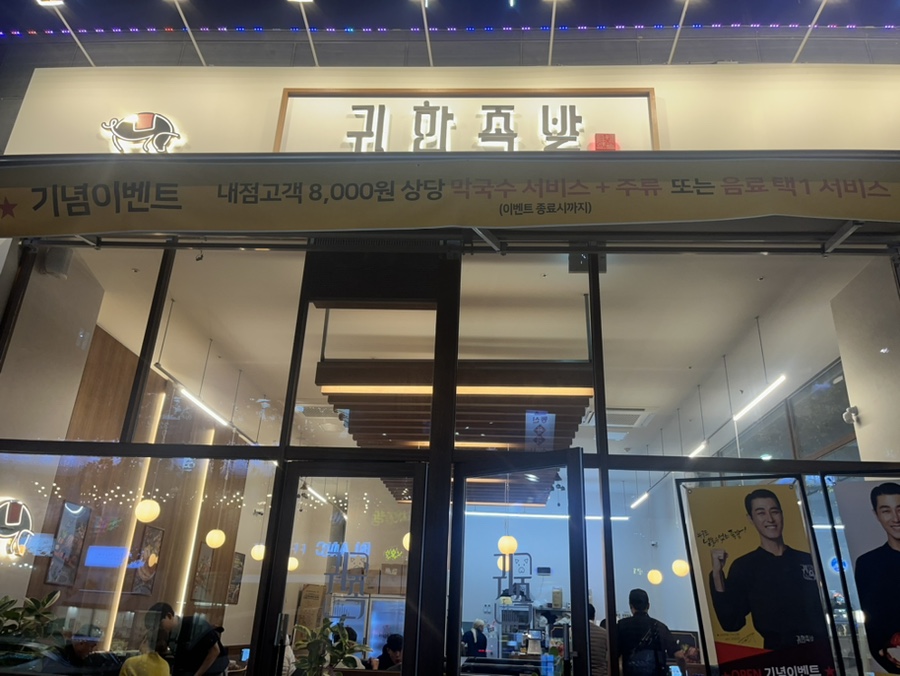 귀한족발
기념이벤트 내점고객 8,000원 상당 막국수 서비스 + 주류 또는 음료 택1 서비스
(이벤트 종료시까지)
OPEN 기념이벤트